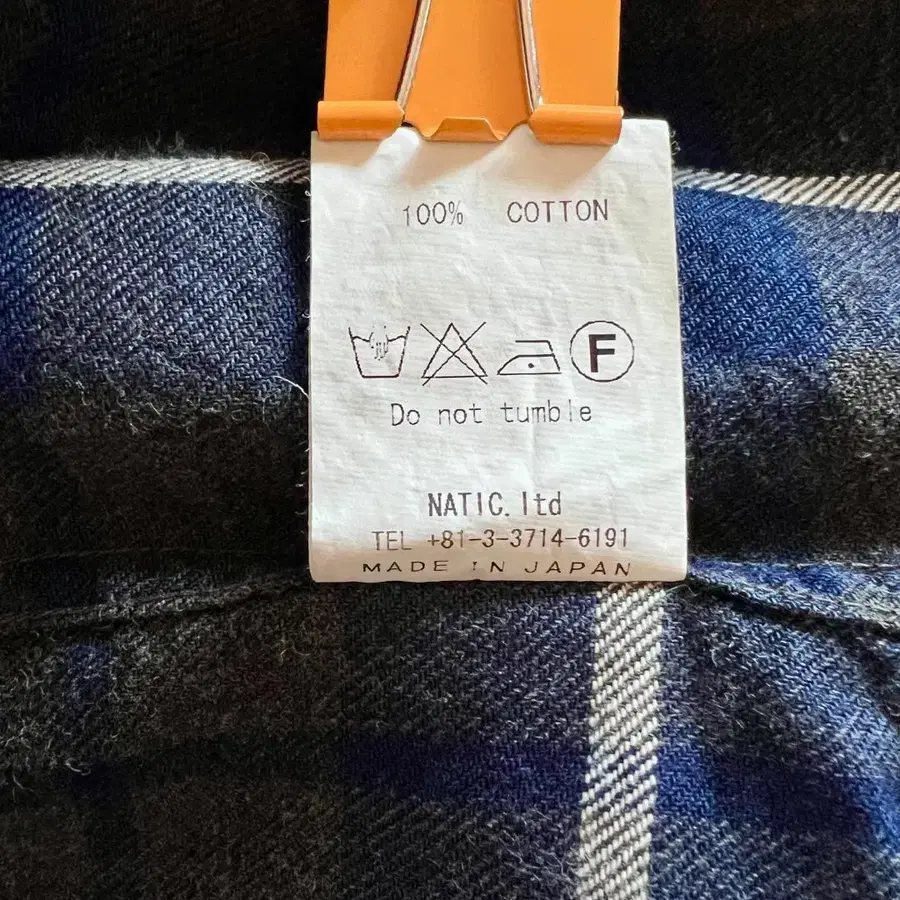 100% COTTON
F
Do not tumble
NATIC.ltd
TEL +81-3-3714-6191
MADE IN JAPAN